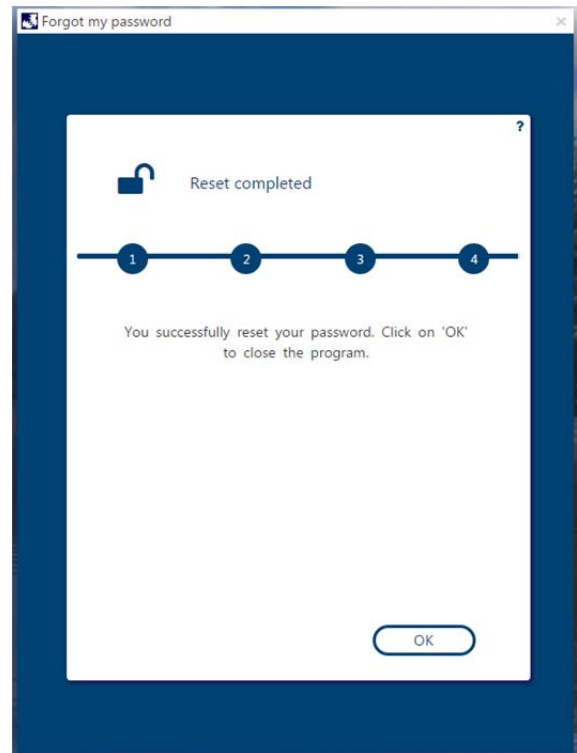 Forgot my password
?
Reset completed
1 2 3 4
You successfully reset your password. Click on 'OK'
to close the program.
OK